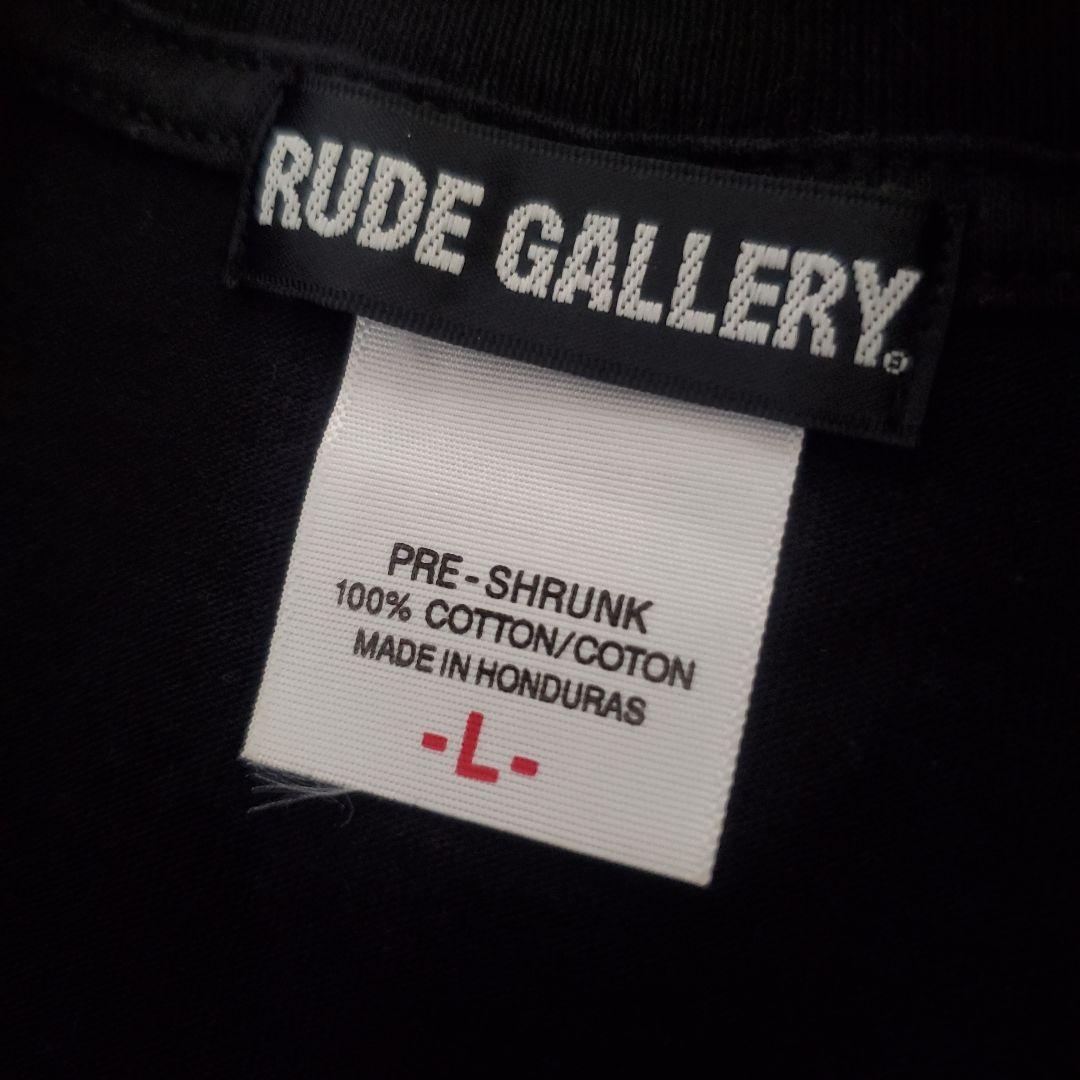 RUDE GALLERY®
PRE-SHRUNK
100% COTTON/COTON
MADE IN HONDURAS
-L-